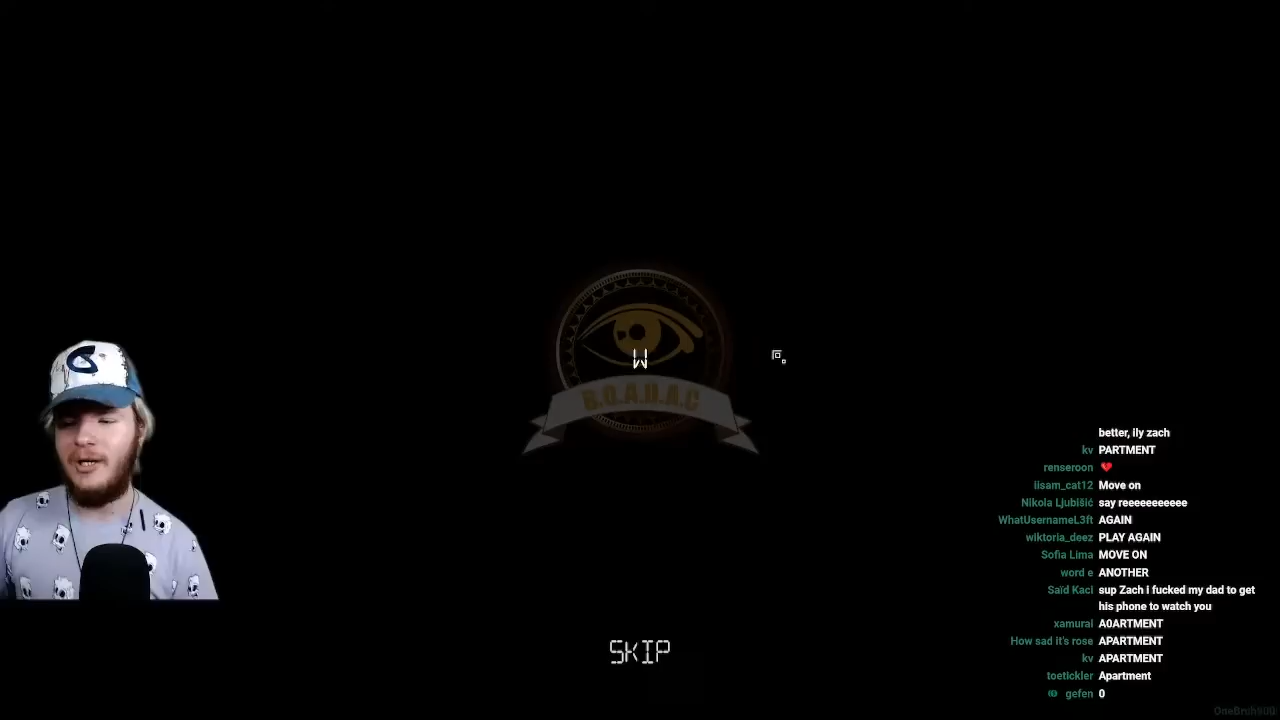 B.Q.A.D.A.C
W
SKIP
better, ily zach
kv PARTMENT
renseroon 💔
iisam_cat12 Move on
Nikola Ljubišić say reeeeeeeeeee
WhatUsernameL3ft AGAIN
wiktoria_deez PLAY AGAIN
Sofia Lima MOVE ON
word e ANOTHER
Saïd Kaci sup Zach i fucked my dad to get
his phone to watch you
xamurai A0ARTMENT
How sad it's rose APARTMENT
kv APARTMENT
toetickler Apartment
gefen 0